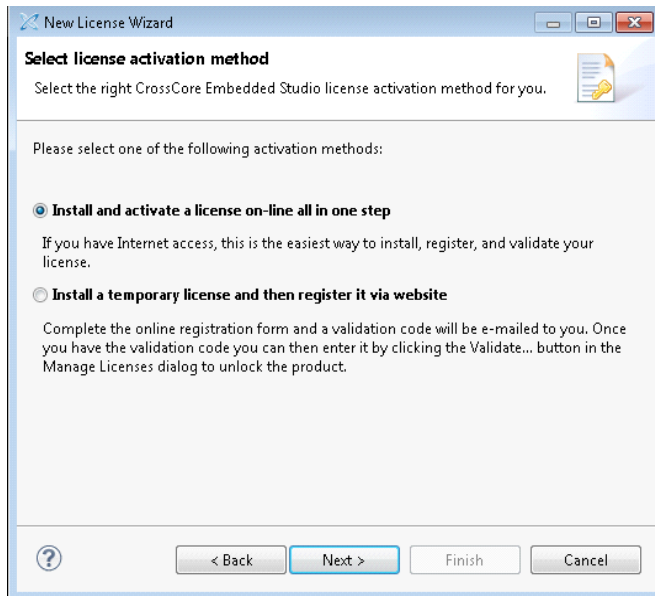 New License Wizard
Select license activation method
Select the right CrossCore Embedded Studio license activation method for you.
Please select one of the following activation methods:
Install and activate a license on-line all in one step
If you have Internet access, this is the easiest way to install, register, and validate your
license.
Install a temporary license and then register it via website
Complete the online registration form and a validation code will be e-mailed to you. Once
you have the validation code you can then enter it by clicking the Validate... button in the
Manage Licenses dialog to unlock the product.
?
< Back
Next >
Finish
Cancel